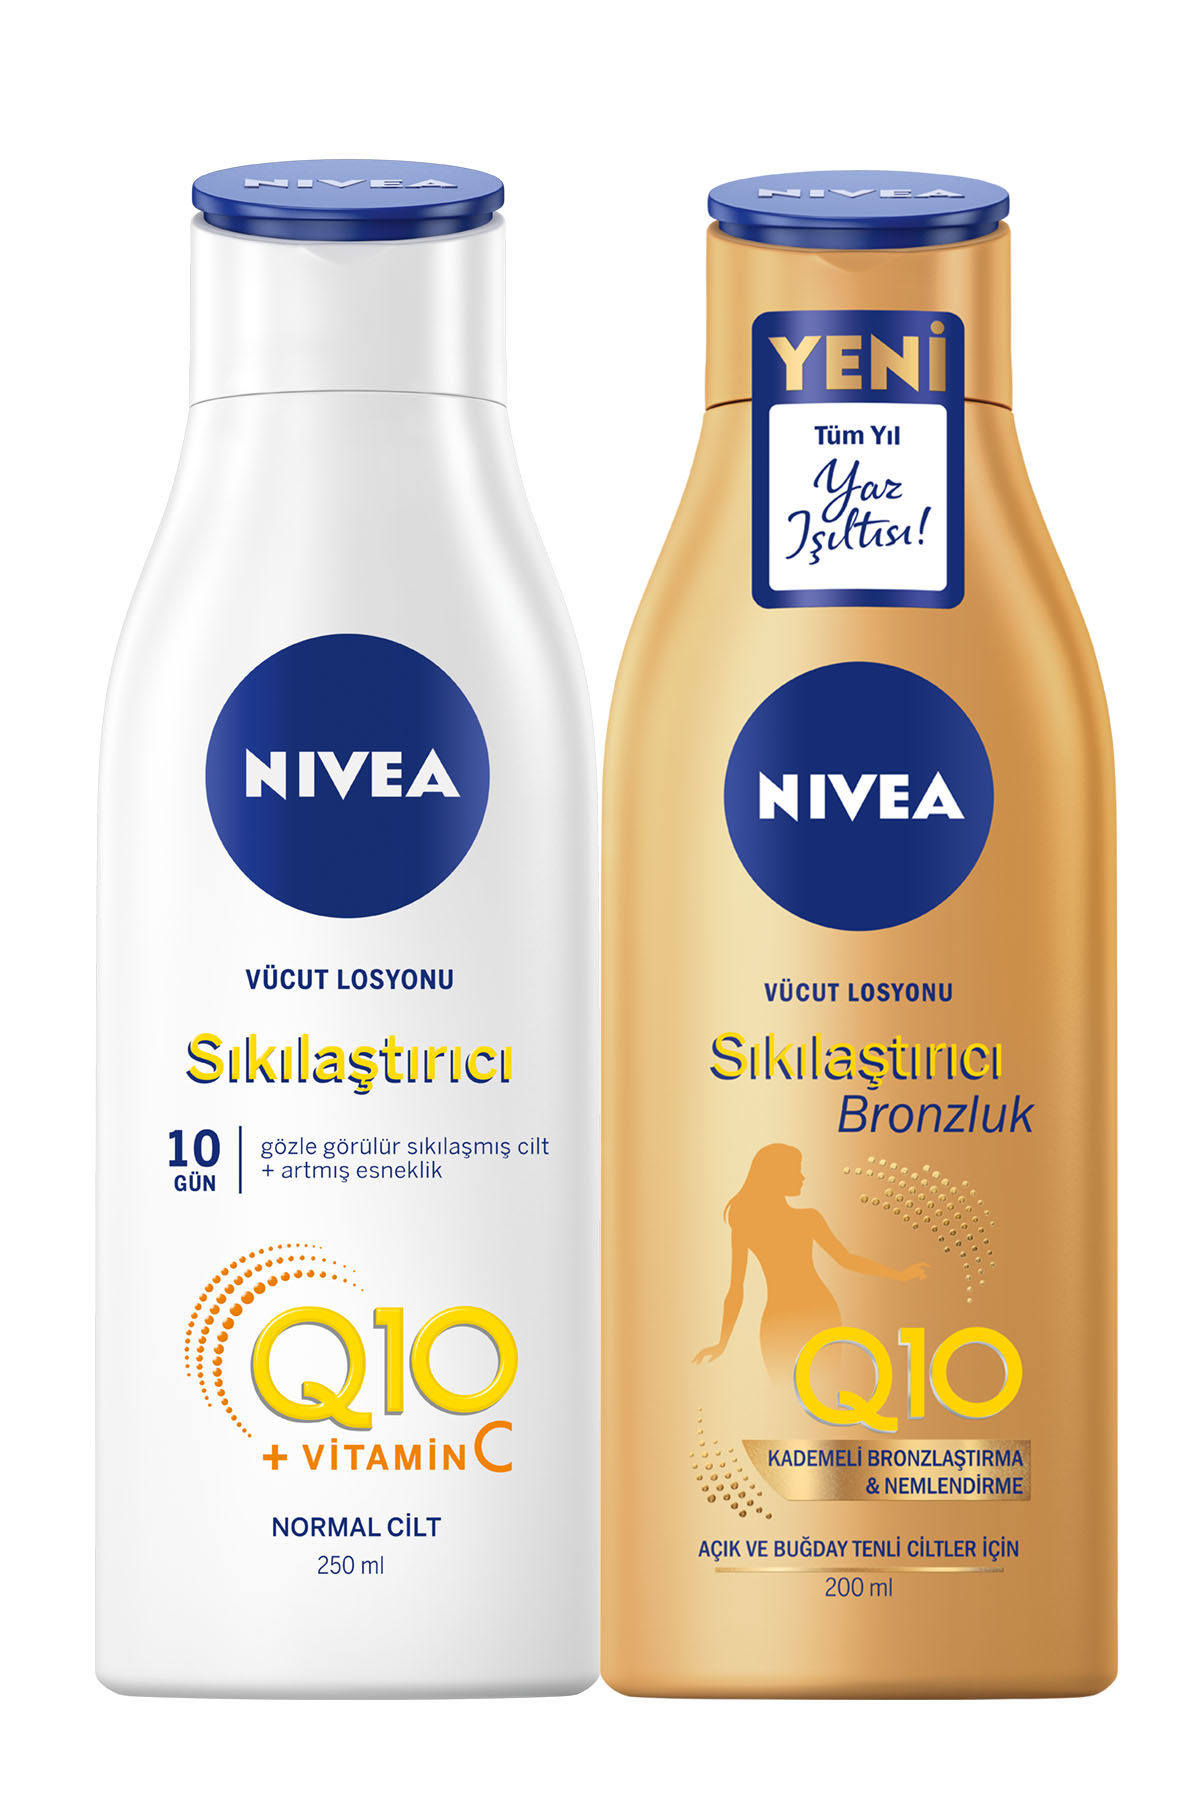 NIVEA
NIVEA
VÜCUT LOSYONU
Sıkılaştırıcı
10
GÜN
gözle görülür sıkılaşmış cilt
+ artmış esneklik
Q10
+ VİTAMİN C
NORMAL CİLT
250 ml
NIVEA
YENİ
Tüm Yıl
Yaz
Işıltısı!
NIVEA
VÜCUT LOSYONU
Sıkılaştırıcı
Bronzluk
Q10
KADEMELİ BRONZLAŞTIRMA
& NEMLENDİRME
AÇIK VE BUĞDAY TENLİ CİLTLER İÇİN
200 ml